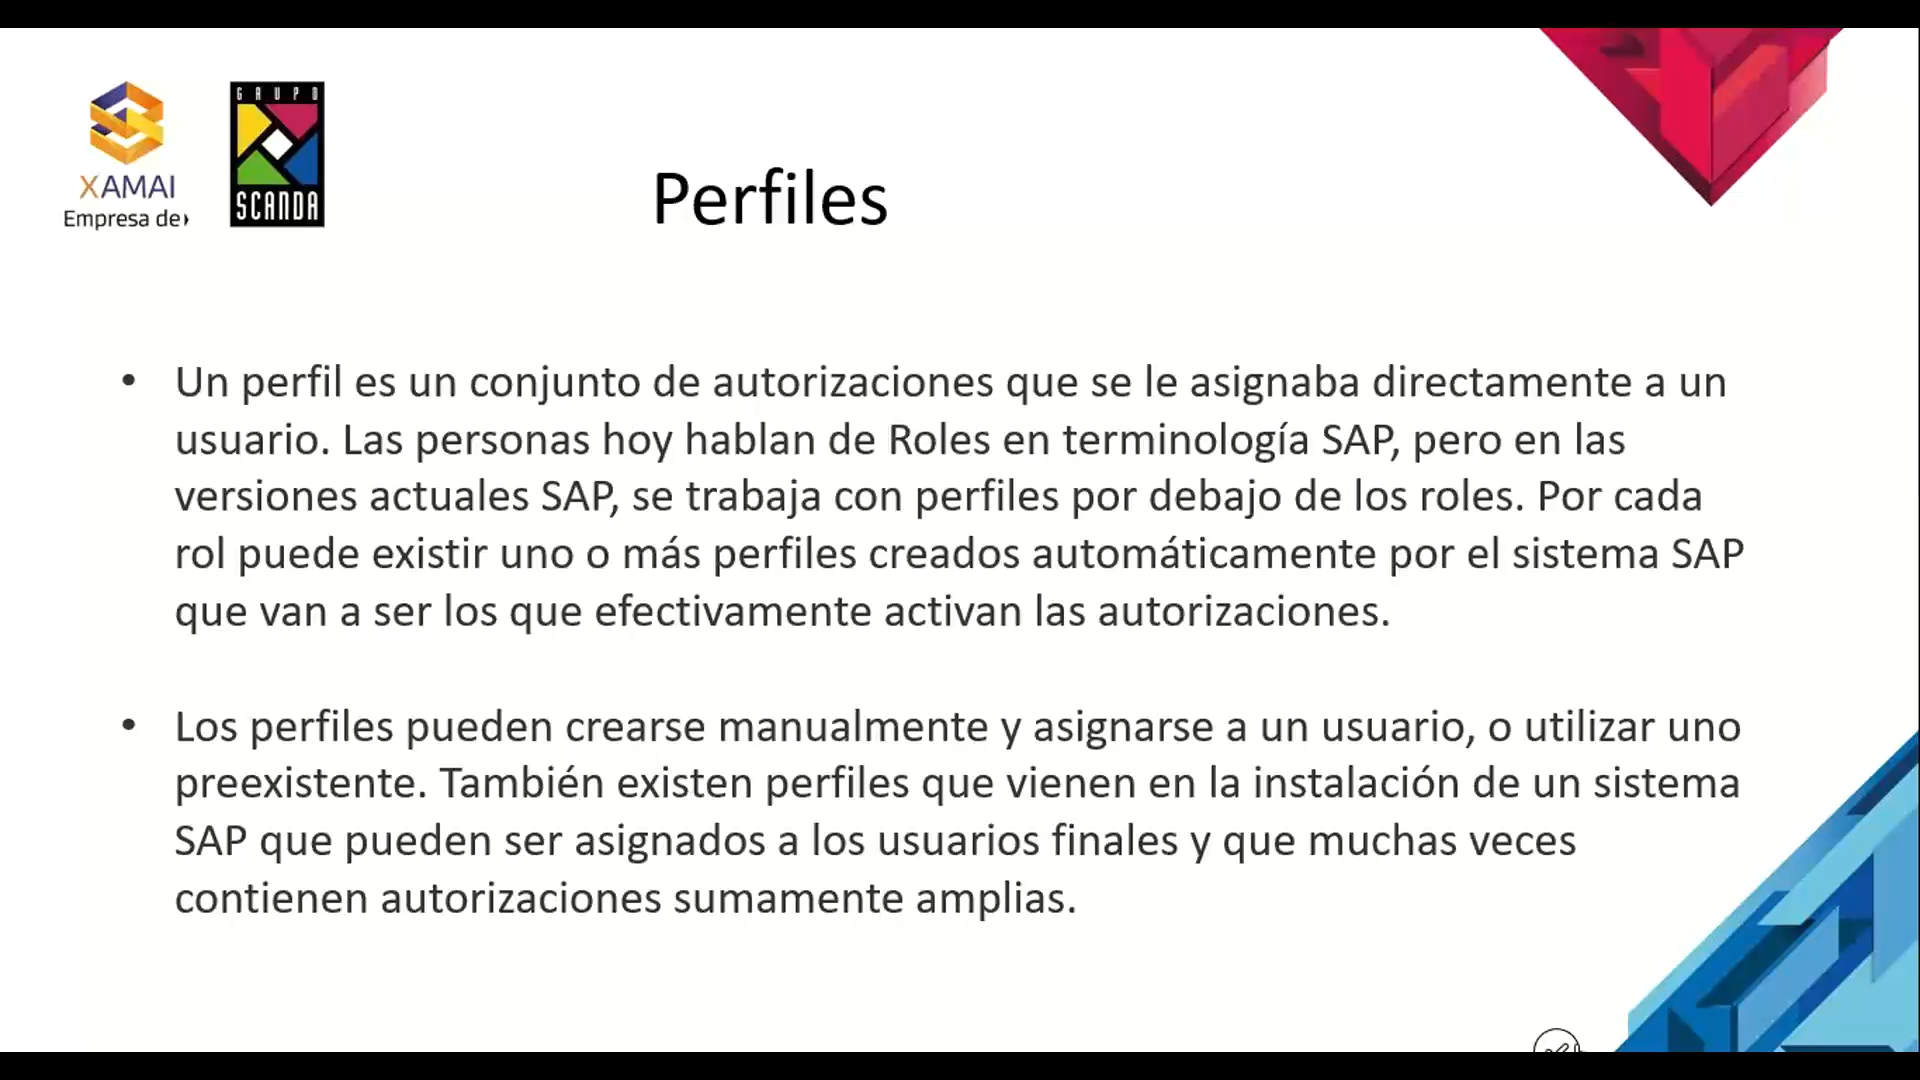 GRUPO
SCANDA
XAMAI
Empresa de
Perfiles
• Un perfil es un conjunto de autorizaciones que se le asignaba directamente a un
usuario. Las personas hoy hablan de Roles en terminología SAP, pero en las
versiones actuales SAP, se trabaja con perfiles por debajo de los roles. Por cada
rol puede existir uno o más perfiles creados automáticamente por el sistema SAP
que van a ser los que efectivamente activan las autorizaciones.
• Los perfiles pueden crearse manualmente y asignarse a un usuario, o utilizar uno
preexistente. También existen perfiles que vienen en la instalación de un sistema
SAP que pueden ser asignados a los usuarios finales y que muchas veces
contienen autorizaciones sumamente amplias.